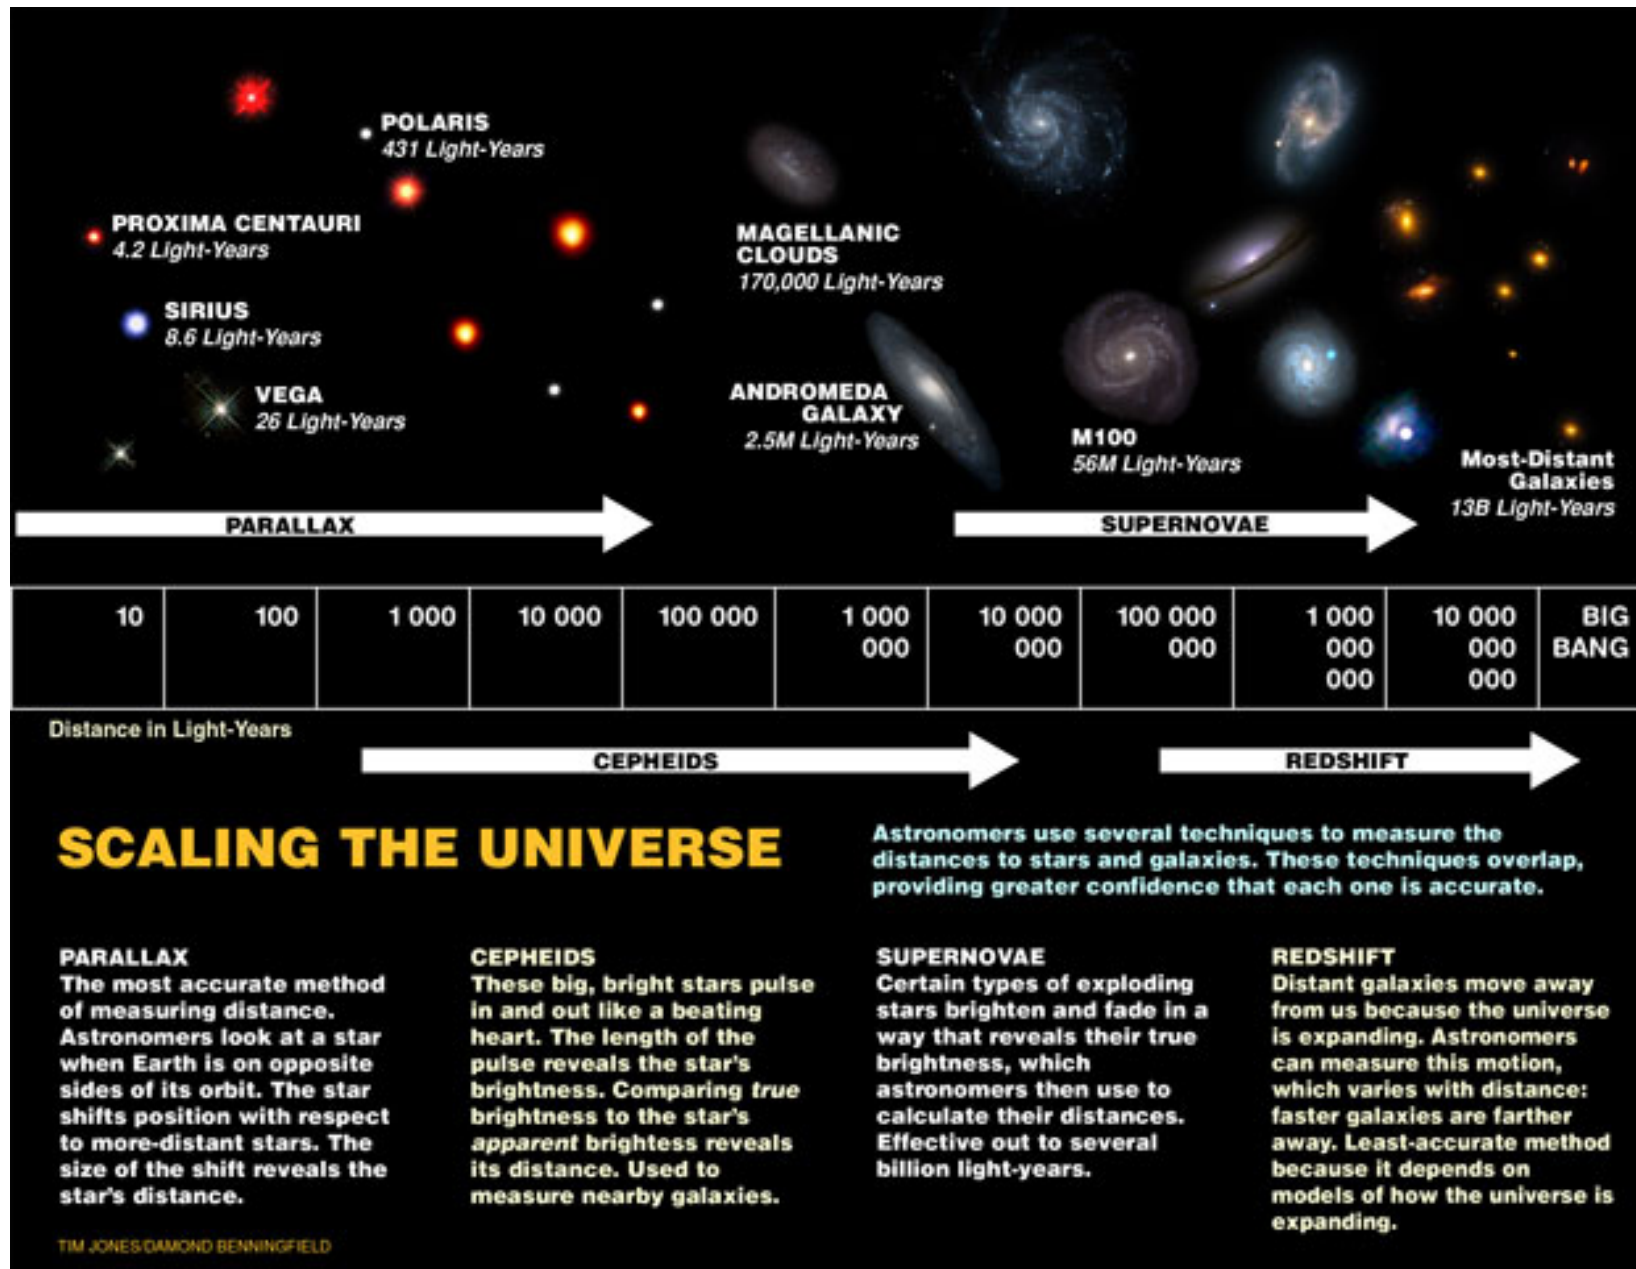 POLARIS
431 Light-Years
PROXIMA CENTAURI
4.2 Light-Years
SIRIUS
8.6 Light-Years
VEGA
26 Light-Years
MAGELLANIC
CLOUDS
170,000 Light-Years
ANDROMEDA
GALAXY
2.5M Light-Years
M100
56M Light-Years
Most-Distant
Galaxies
13B Light-Years
PARALLAX
SUPERNOVAE
10
100
1 000
10 000
100 000
1 000
000
10 000
000
100 000
000
1 000
000
000
10 000
000
000
BIG
BANG
Distance in Light-Years
CEPHEIDS
REDSHIFT
SCALING THE UNIVERSE
Astronomers use several techniques to measure the
distances to stars and galaxies. These techniques overlap,
providing greater confidence that each one is accurate.
PARALLAX
The most accurate method
of measuring distance.
Astronomers look at a star
when Earth is on opposite
sides of its orbit. The star
shifts position with respect
to more-distant stars. The
size of the shift reveals the
star's distance.
CEPHEIDS
These big, bright stars pulse
in and out like a beating
heart. The length of the
pulse reveals the star's
brightness. Comparing true
brightness to the star's
apparent brightess reveals
its distance. Used to
measure nearby galaxies.
SUPERNOVAE
Certain types of exploding
stars brighten and fade in a
way that reveals their true
brightness, which
astronomers then use to
calculate their distances.
Effective out to several
billion light-years.
REDSHIFT
Distant galaxies move away
from us because the universe
is expanding. Astronomers
can measure this motion,
which varies with distance:
faster galaxies are farther
away. Least-accurate method
because it depends on
models of how the universe is
expanding.
TIM JONES/DAMOND BENNINGFIELD